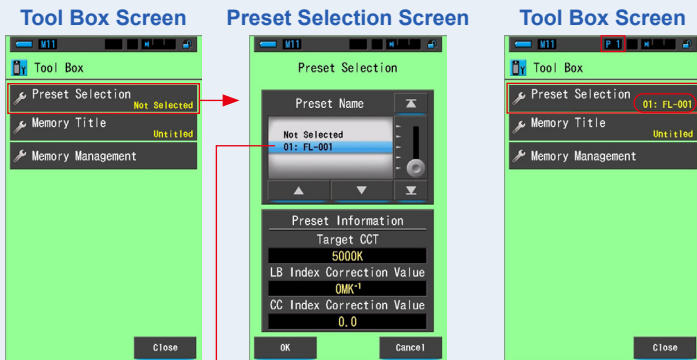 Tool Box Screen
M11
Tool Box
Preset Selection
Not Selected
Memory Title
Untitled
Memory Management
Close
Preset Selection Screen
M11
Preset Selection
Preset Name
Not Selected
01: FL-001
Preset Information
Target CCT
5000K
LB Index Correction Value
0MK⁻¹
CC Index Correction Value
0.0
OK Cancel
Tool Box Screen
M11 P 1
Tool Box
Preset Selection
01: FL-001
Memory Title
Untitled
Memory Management
Close